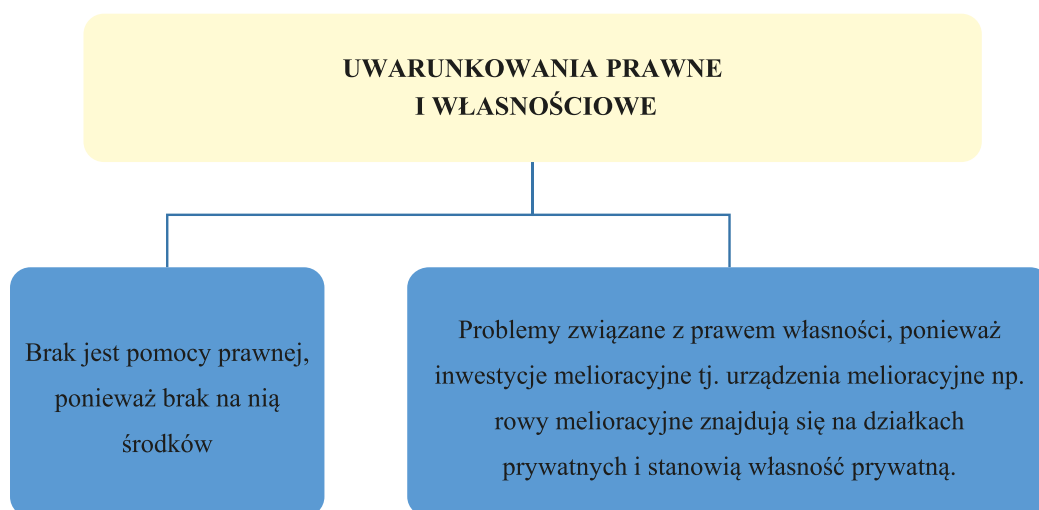 UWARUNKOWANIA PRAWNE
I WŁASNOŚCIOWE
Brak jest pomocy prawnej,
ponieważ brak na nią
środków
Problemy związane z prawem własności, ponieważ
inwestycje melioracyjne tj. urządzenia melioracyjne np.
rowy melioracyjne znajdują się na działkach
prywatnych i stanowią własność prywatną.